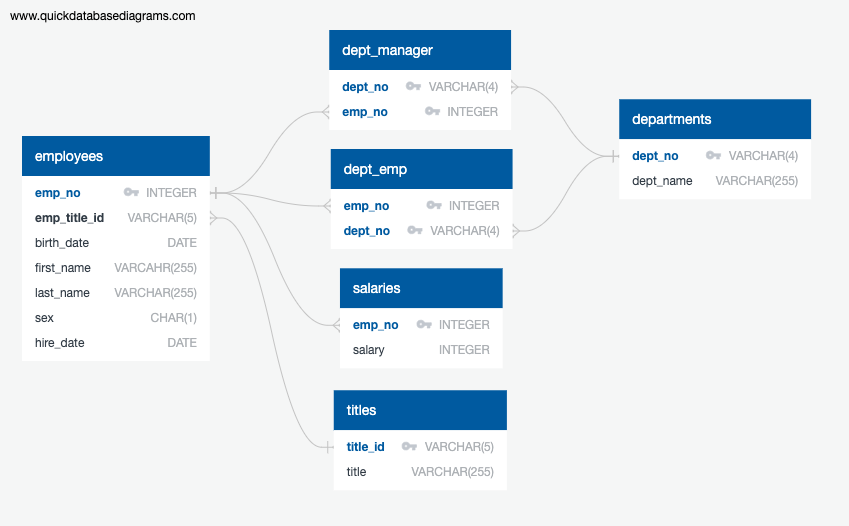 www.quickdatabasediagrams.com
employees
emp_no INTEGER
emp_title_id VARCHAR(5)
birth_date DATE
first_name VARCAHR(255)
last_name VARCHAR(255)
sex CHAR(1)
hire_date DATE
dept_manager
dept_no VARCHAR(4)
emp_no INTEGER
dept_emp
emp_no INTEGER
dept_no VARCHAR(4)
salaries
emp_no INTEGER
salary INTEGER
titles
title_id VARCHAR(5)
title VARCHAR(255)
departments
dept_no VARCHAR(4)
dept_name VARCHAR(255)